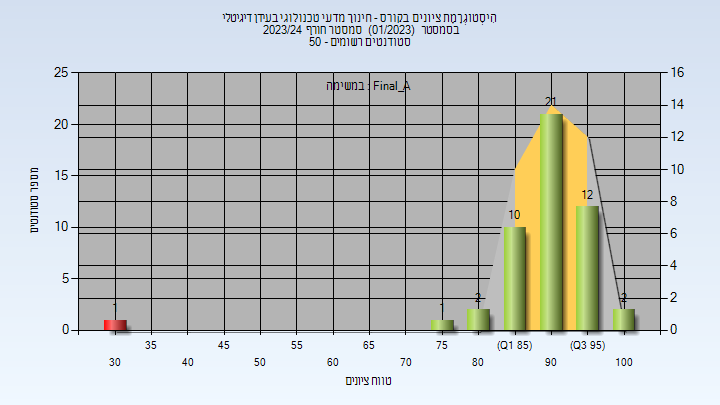 הִיסְטוגְרָמַת ציונים בקורס - חינוך מדעי טכנולוגי בעידן דיגיטלי
בסמסטר (01/2023) סמסטר חורף 2023/24
סטודנטים רשומים - 50
במשימה : Final_A
מספר סטודנטים
25 20 15 10 5 0
16 14 12 10 8 6 4 2 0
1 1 2 10 21 12 2
35 45 55 65 75 (Q1 85) (Q3 95)
30 40 50 60 70 80 90 100
טווח ציונים